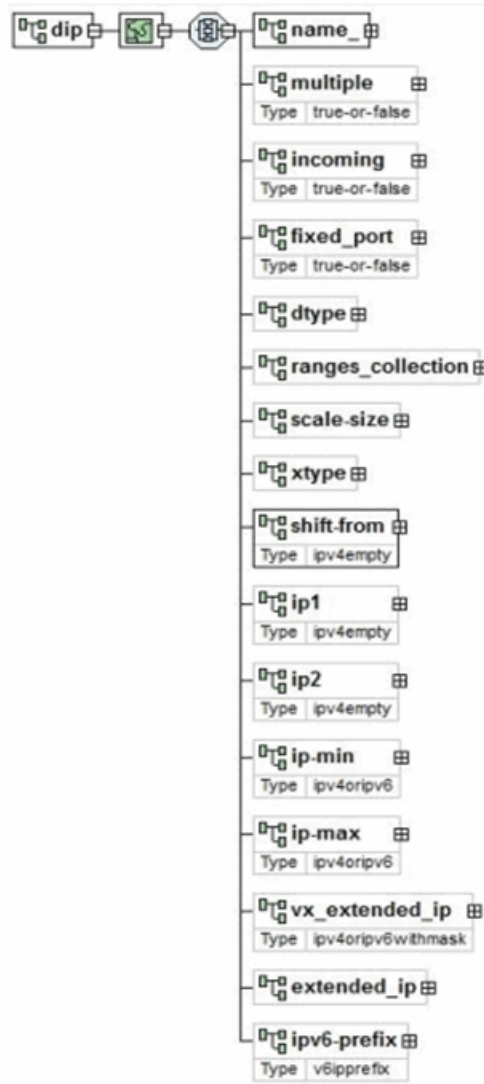 dip
name_
multiple
Type true-or-false
incoming
Type true-or-false
fixed_port
Type true-or-false
dtype
ranges_collection
scale-size
xtype
shift-from
Type ipv4empty
ip1
Type ipv4empty
ip2
Type ipv4empty
ip-min
Type ipv4oripv6
ip-max
Type ipv4oripv6
vx_extended_ip
Type ipv4oripv6withmask
extended_ip
ipv6-prefix
Type v6ipprefix